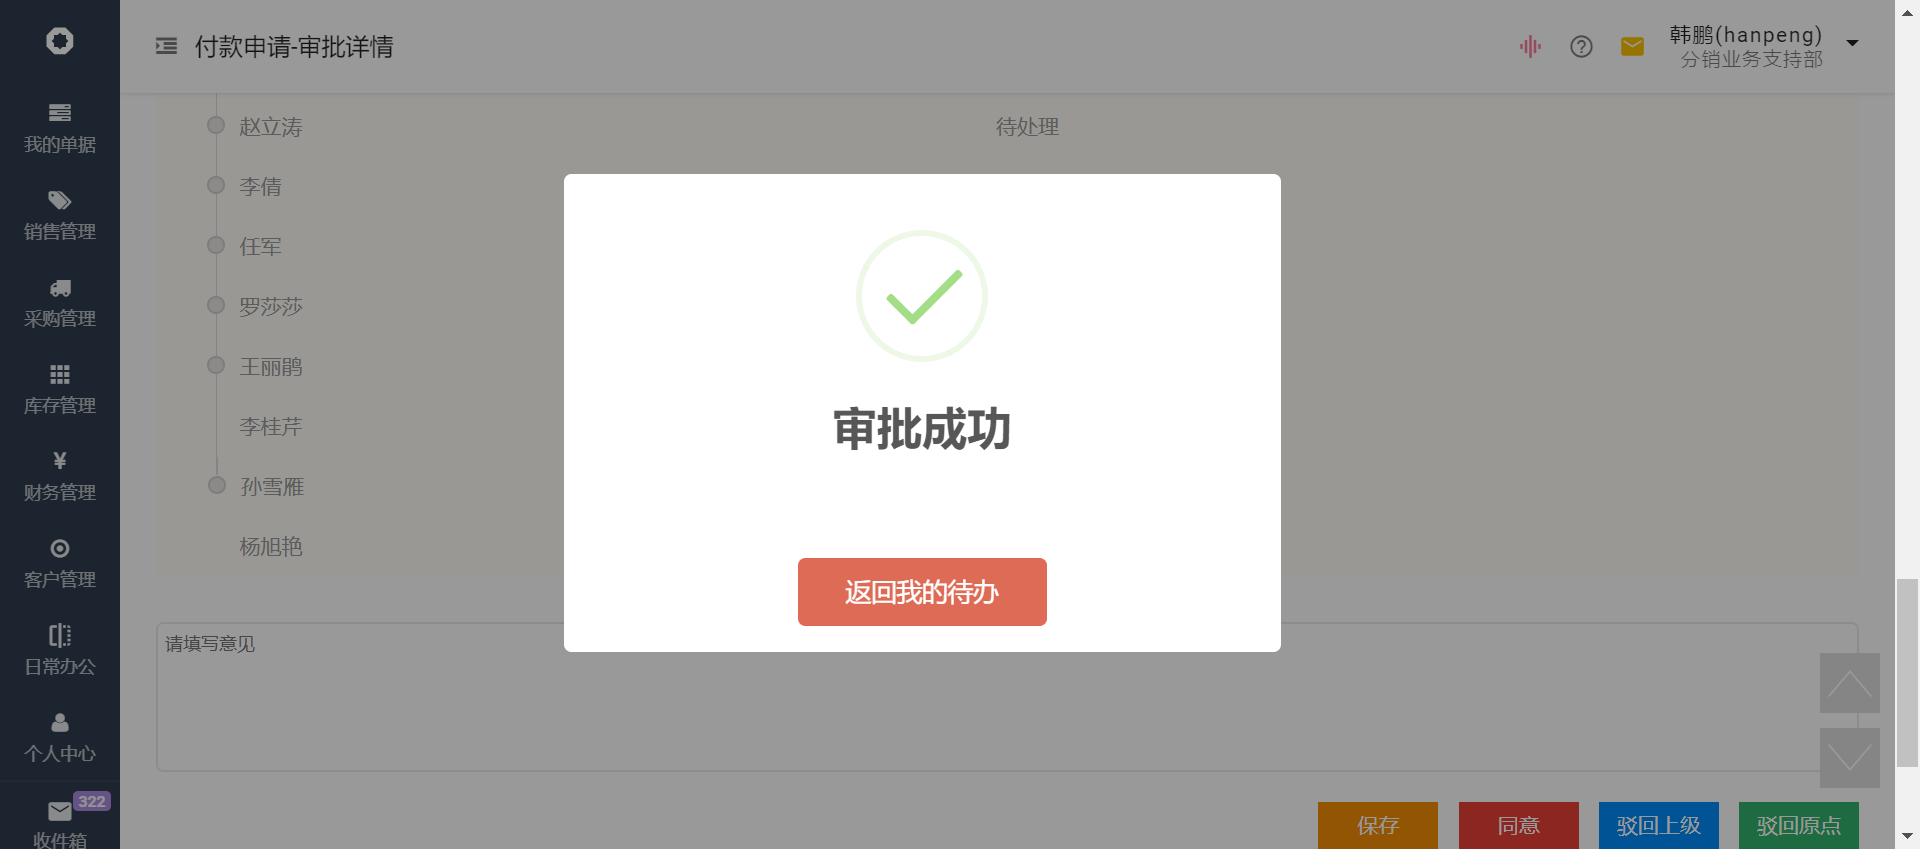 付款申请-审批详情
韩鹏(hanpeng)
分销业务支持部
我的单据
销售管理
采购管理
库存管理
财务管理
客户管理
日常办公
个人中心
322
收件箱
赵立涛
待处理
李倩
任军
罗莎莎
王丽鹃
李桂芹
孙雪雁
杨旭艳
审批成功
返回我的待办
请填写意见
保存
同意
驳回上级
驳回原点